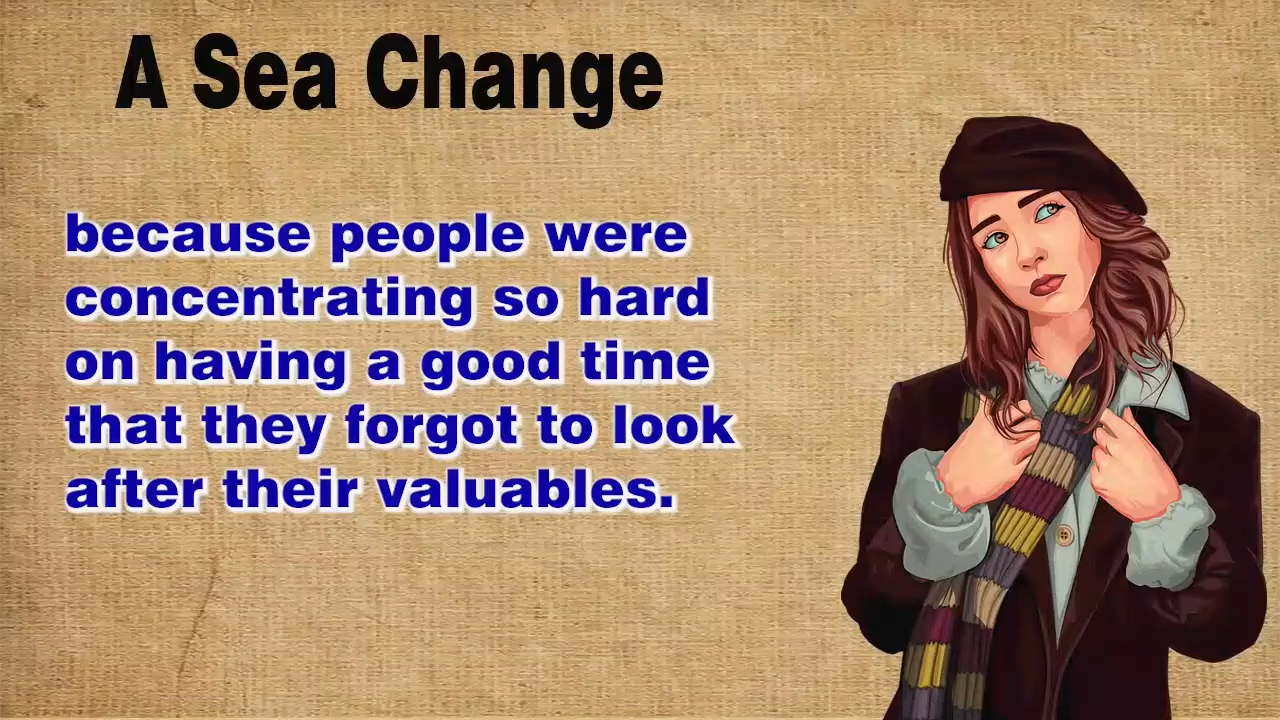 A Sea Change
because people were
concentrating so hard
on having a good time
that they forgot to look
after their valuables.